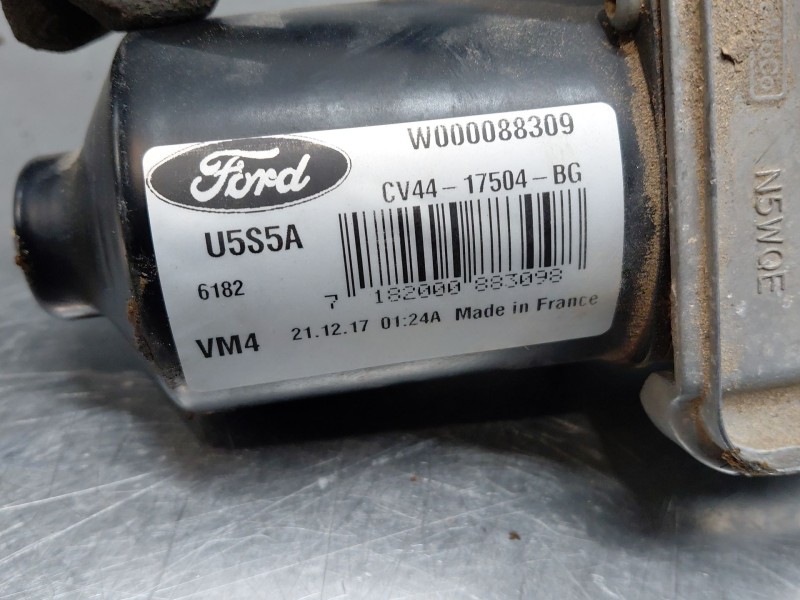 Ford
W000088309
CV44-17504-BG
U5S5A
6182
7 182000 883098
VM4 21.12.17 01:24A Made in France
N5WQE